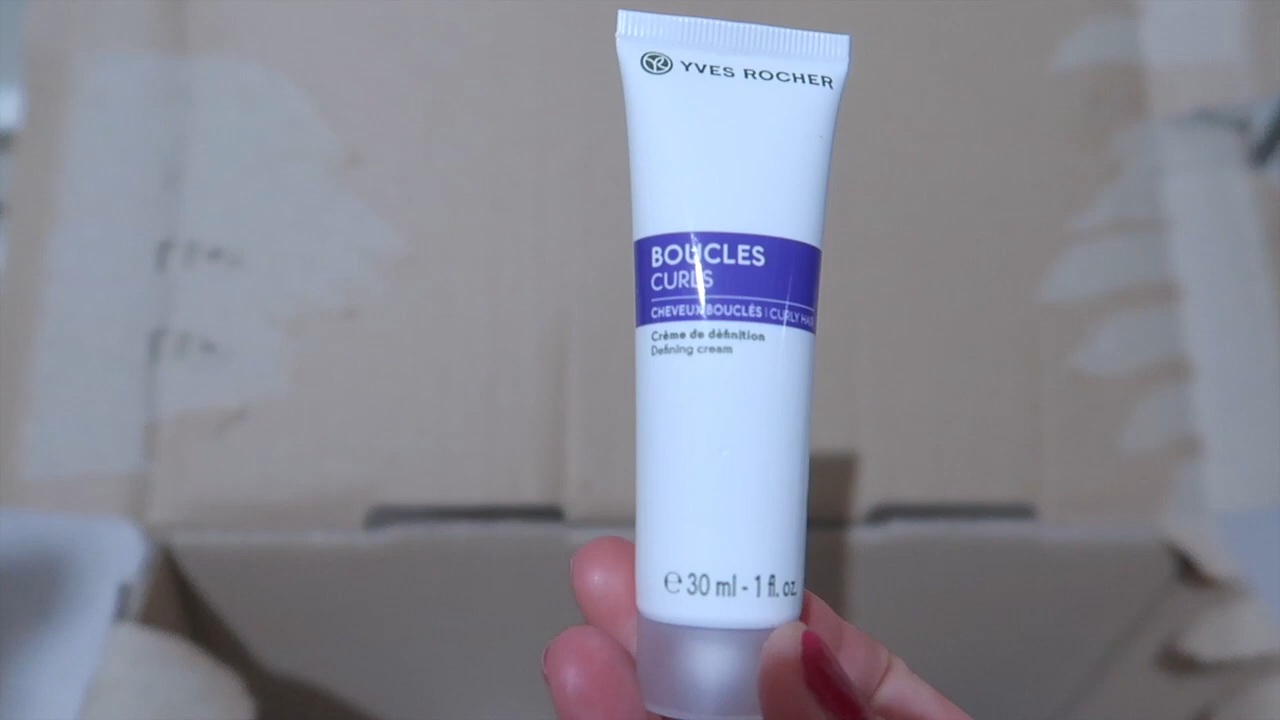 YVES ROCHER
BOUCLES
CURLS
CHEVEUX BOUCLÉS | CURLY HAIR
Crème de définition
Defining cream
℮ 30 ml - 1 fl. oz.